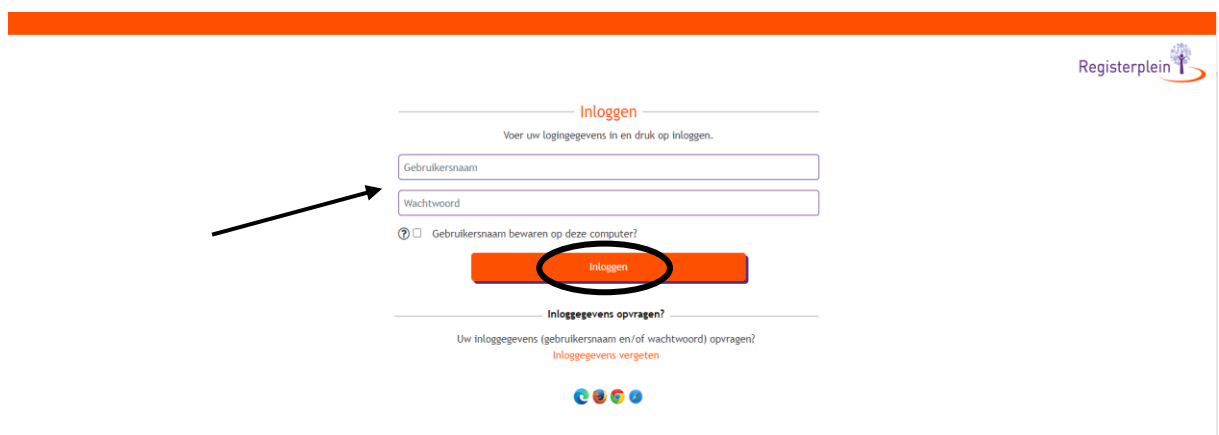 Registerplein
Inloggen
Voer uw logingegevens in en druk op inloggen.
Gebruikersnaam
Wachtwoord
? Gebruikersnaam bewaren op deze computer?
Inloggen
Inloggegevens opvragen?
Uw inloggegevens (gebruikersnaam en/of wachtwoord) opvragen?
Inloggegevens vergeten